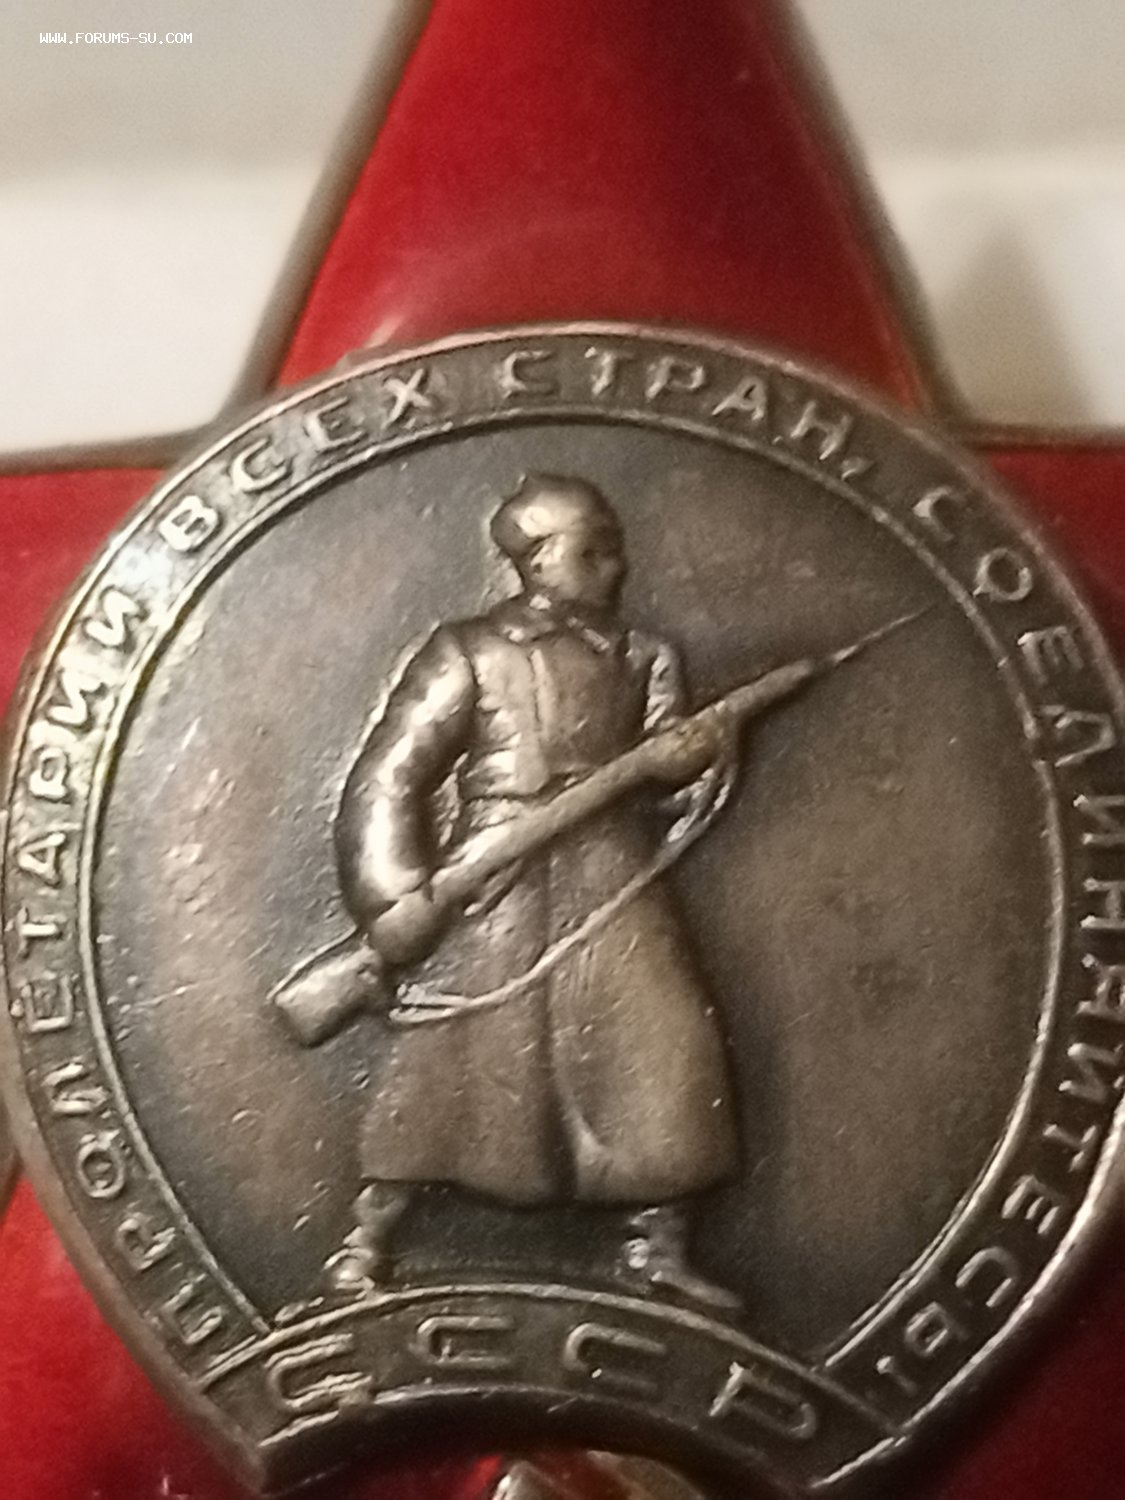 WWW.FORUMS-SU.COM
ПРОЛЕТАРИИ ВСЕХ СТРАН, СОЕДИНЯЙТЕСЬ!
СССР